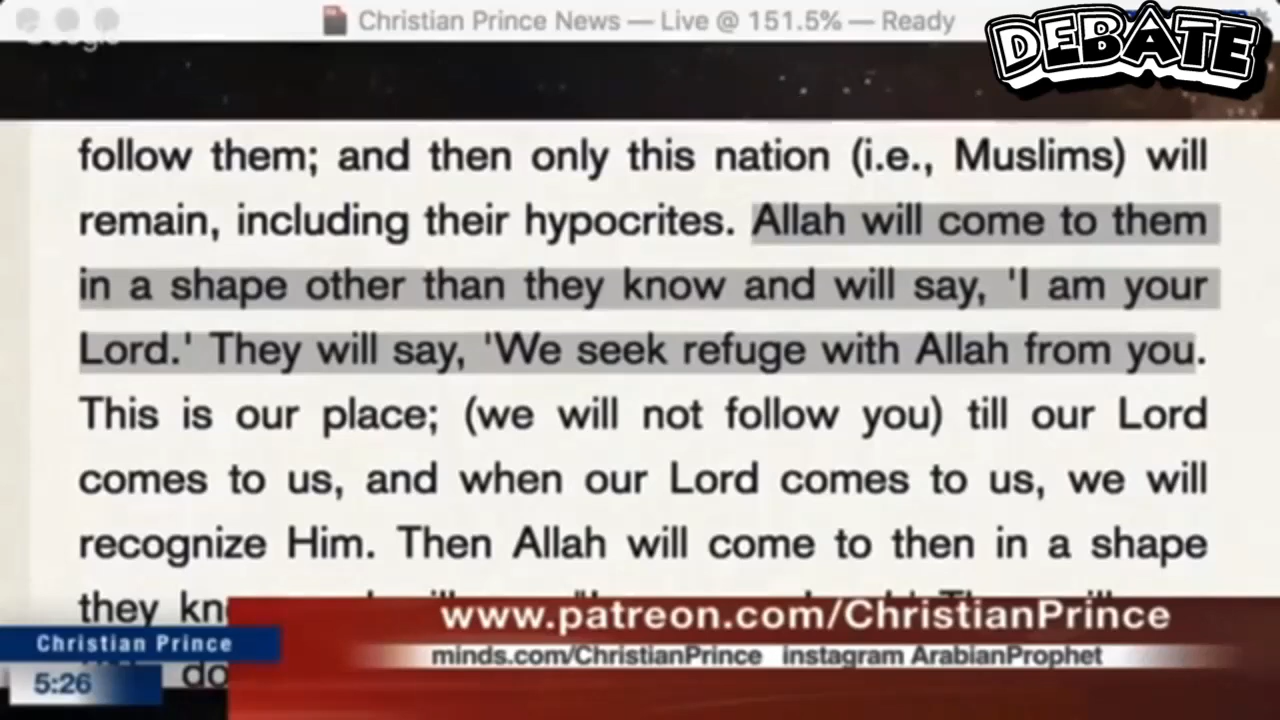 Christian Prince News — Live @ 151.5% — Ready
DEBATE
Google
follow them; and then only this nation (i.e., Muslims) will
remain, including their hypocrites. Allah will come to them
in a shape other than they know and will say, 'I am your
Lord.' They will say, 'We seek refuge with Allah from you.
This is our place; (we will not follow you) till our Lord
comes to us, and when our Lord comes to us, we will
recognize Him. Then Allah will come to then in a shape
they
www.patreon.com/ChristianPrince
Christian Prince
minds.com/ChristianPrince instagram ArabianProphet
5:26